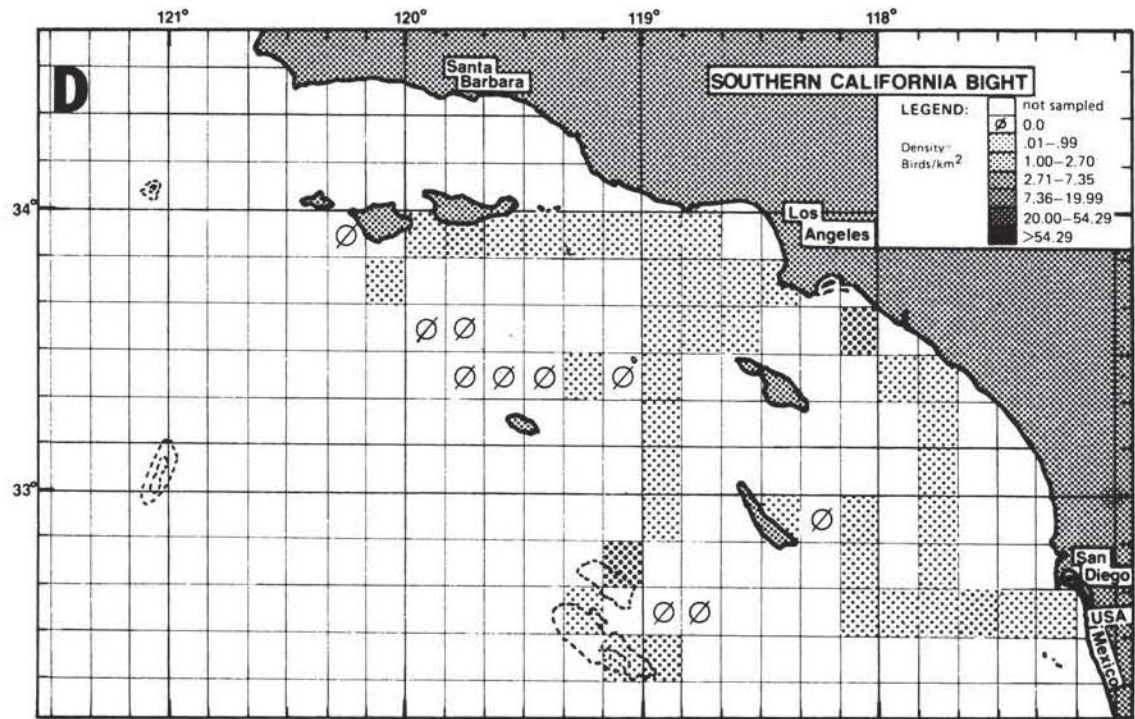 121°
120°
119°
118°
D
Santa
Barbara
SOUTHERN CALIFORNIA BIGHT
LEGEND:
not sampled
Ø 0.0
Density-
Birds/km²
.01–.99
1.00–2.70
2.71–7.35
7.36–19.99
20.00–54.29
>54.29
34°
Ø
Los
Angeles
Ø Ø
Ø Ø Ø Ø
33°
Ø
San
Diego
Ø Ø
USA
Mexico